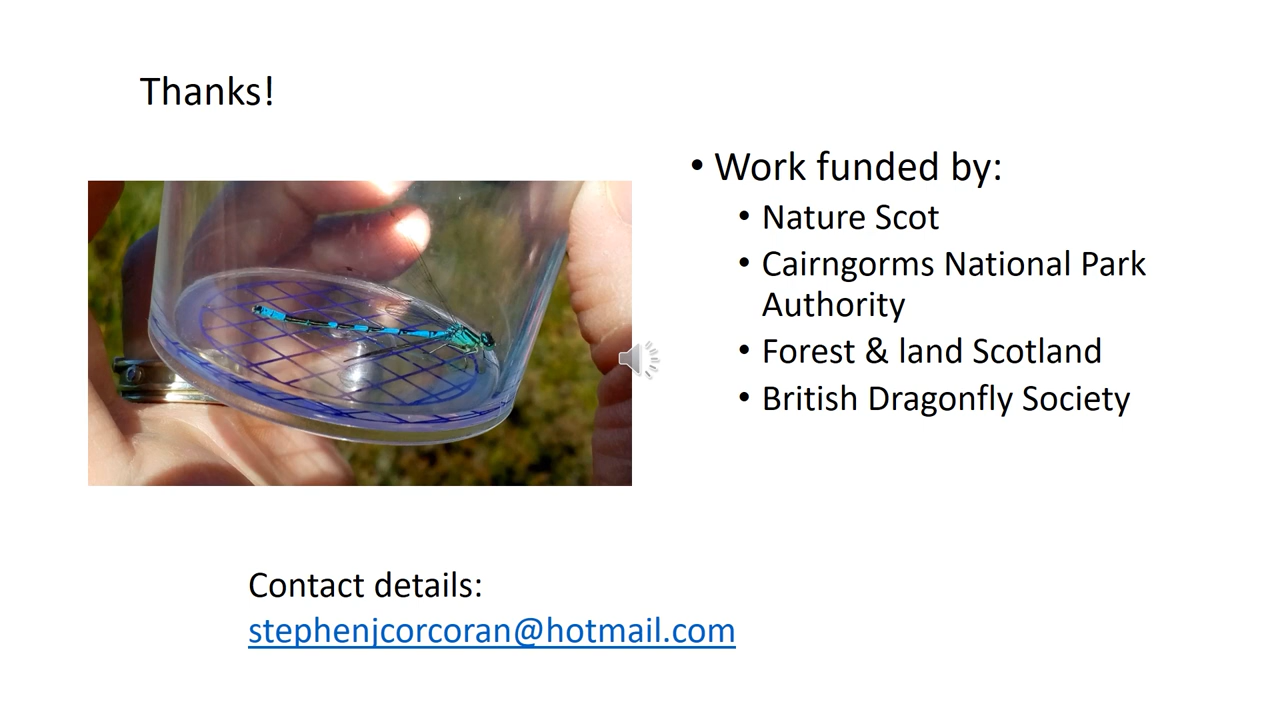 Thanks!
• Work funded by:
• Nature Scot
• Cairngorms National Park
Authority
• Forest & land Scotland
• British Dragonfly Society
Contact details:
stephenjcorcoran@hotmail.com